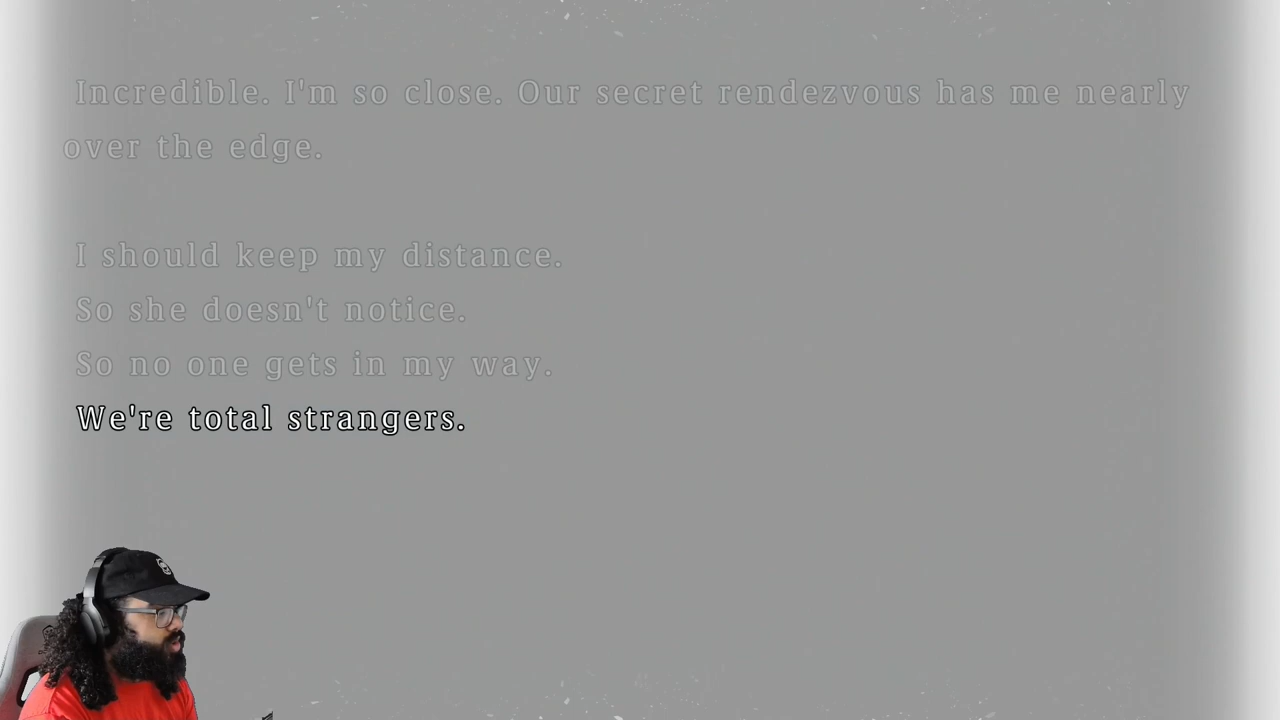 Incredible. I'm so close. Our secret rendezvous has me nearly
over the edge.
I should keep my distance.
So she doesn't notice.
So no one gets in my way.
We're total strangers.